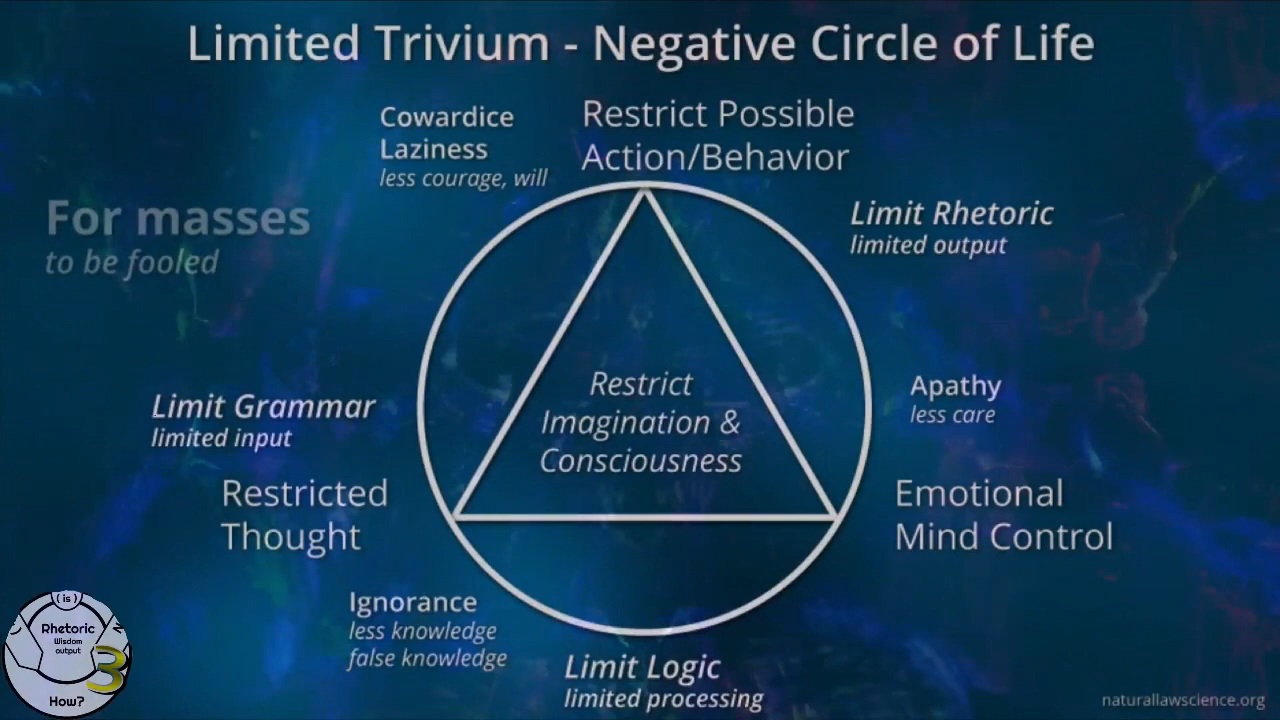 Limited Trivium - Negative Circle of Life
Cowardice
Laziness
less courage, will
Restrict Possible
Action/Behavior
For masses
to be fooled
Limit Rhetoric
limited output
Restrict
Imagination &
Consciousness
Apathy
less care
Limit Grammar
limited input
Restricted
Thought
Emotional
Mind Control
Ignorance
less knowledge
false knowledge
Limit Logic
limited processing
( is )
Rhetoric
Wisdom
output
3
How?
naturallawscience.org